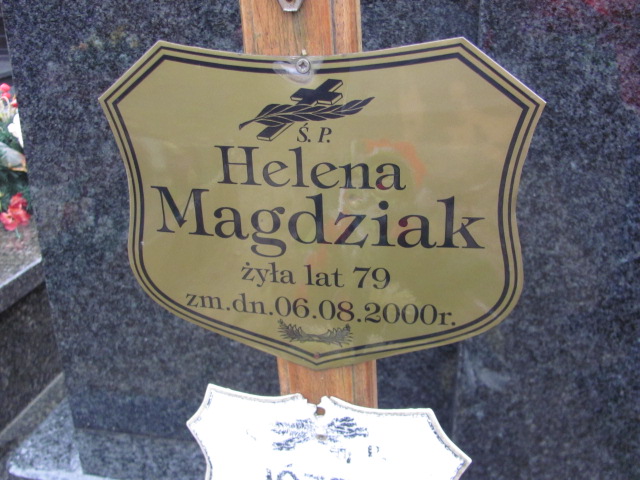 Ś. P.
Helena
Magdziak
żyła lat 79
zm.dn.06.08.2000r.